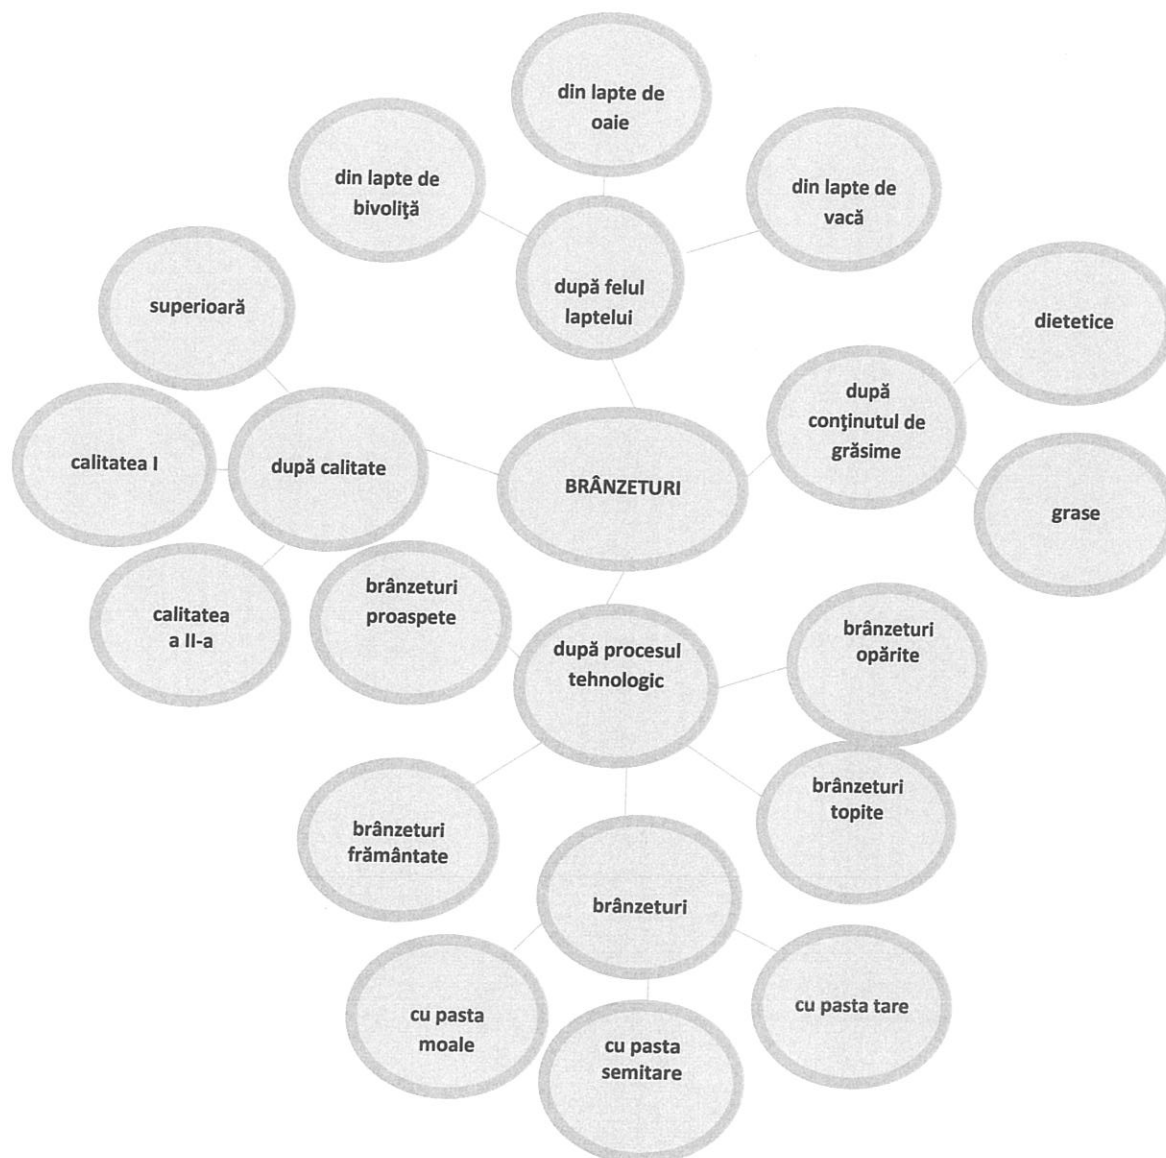 din lapte de
oaie
din lapte de
bivoliţă
din lapte de
vacă
după felul
laptelui
superioară
dietetice
după
conţinutul de
grăsime
calitatea I
după calitate
BRÂNZETURI
grase
brânzeturi
proaspete
calitatea
a II-a
după procesul
tehnologic
brânzeturi
opărite
brânzeturi
topite
brânzeturi
frământate
brânzeturi
cu pasta
moale
cu pasta
semitare
cu pasta tare